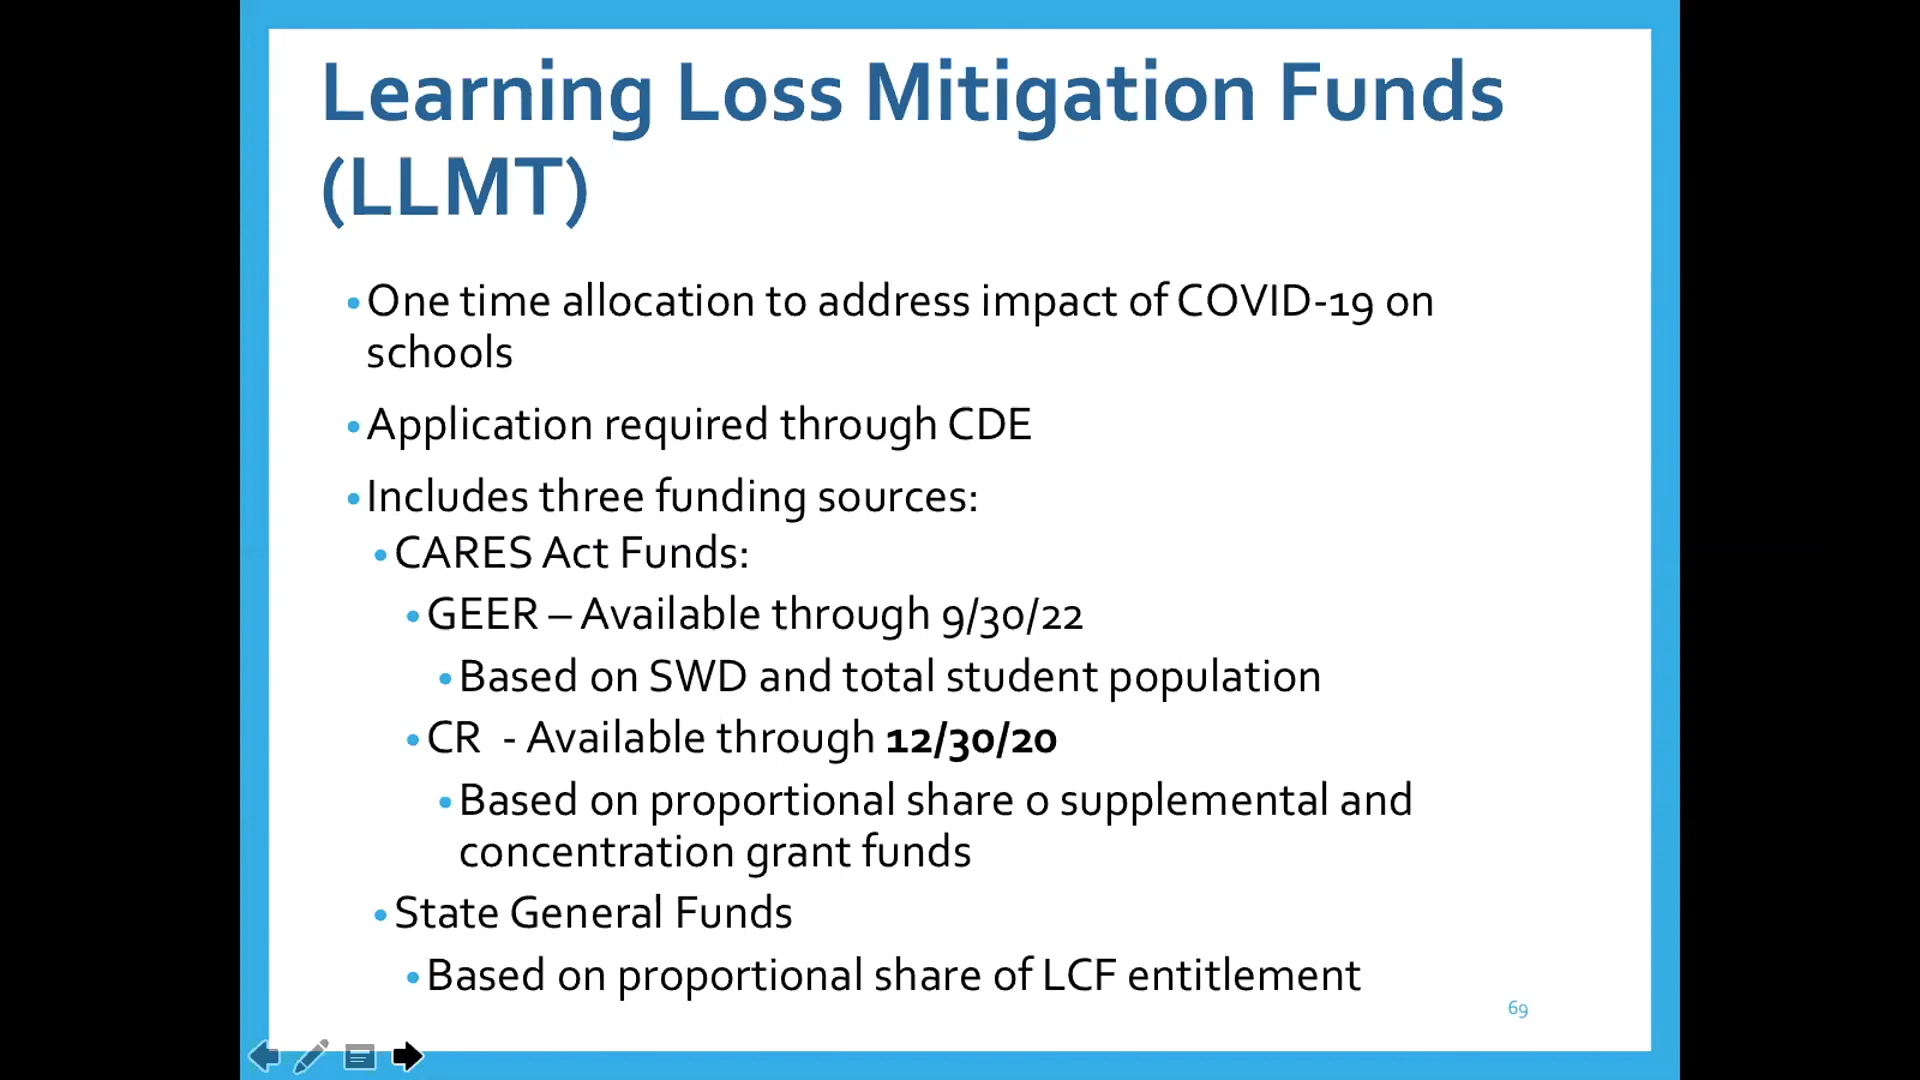 Learning Loss Mitigation Funds
(LLMT)
•One time allocation to address impact of COVID-19 on
schools
•Application required through CDE
•Includes three funding sources:
•CARES Act Funds:
•GEER – Available through 9/30/22
•Based on SWD and total student population
•CR - Available through 12/30/20
•Based on proportional share o supplemental and
concentration grant funds
•State General Funds
•Based on proportional share of LCF entitlement
69